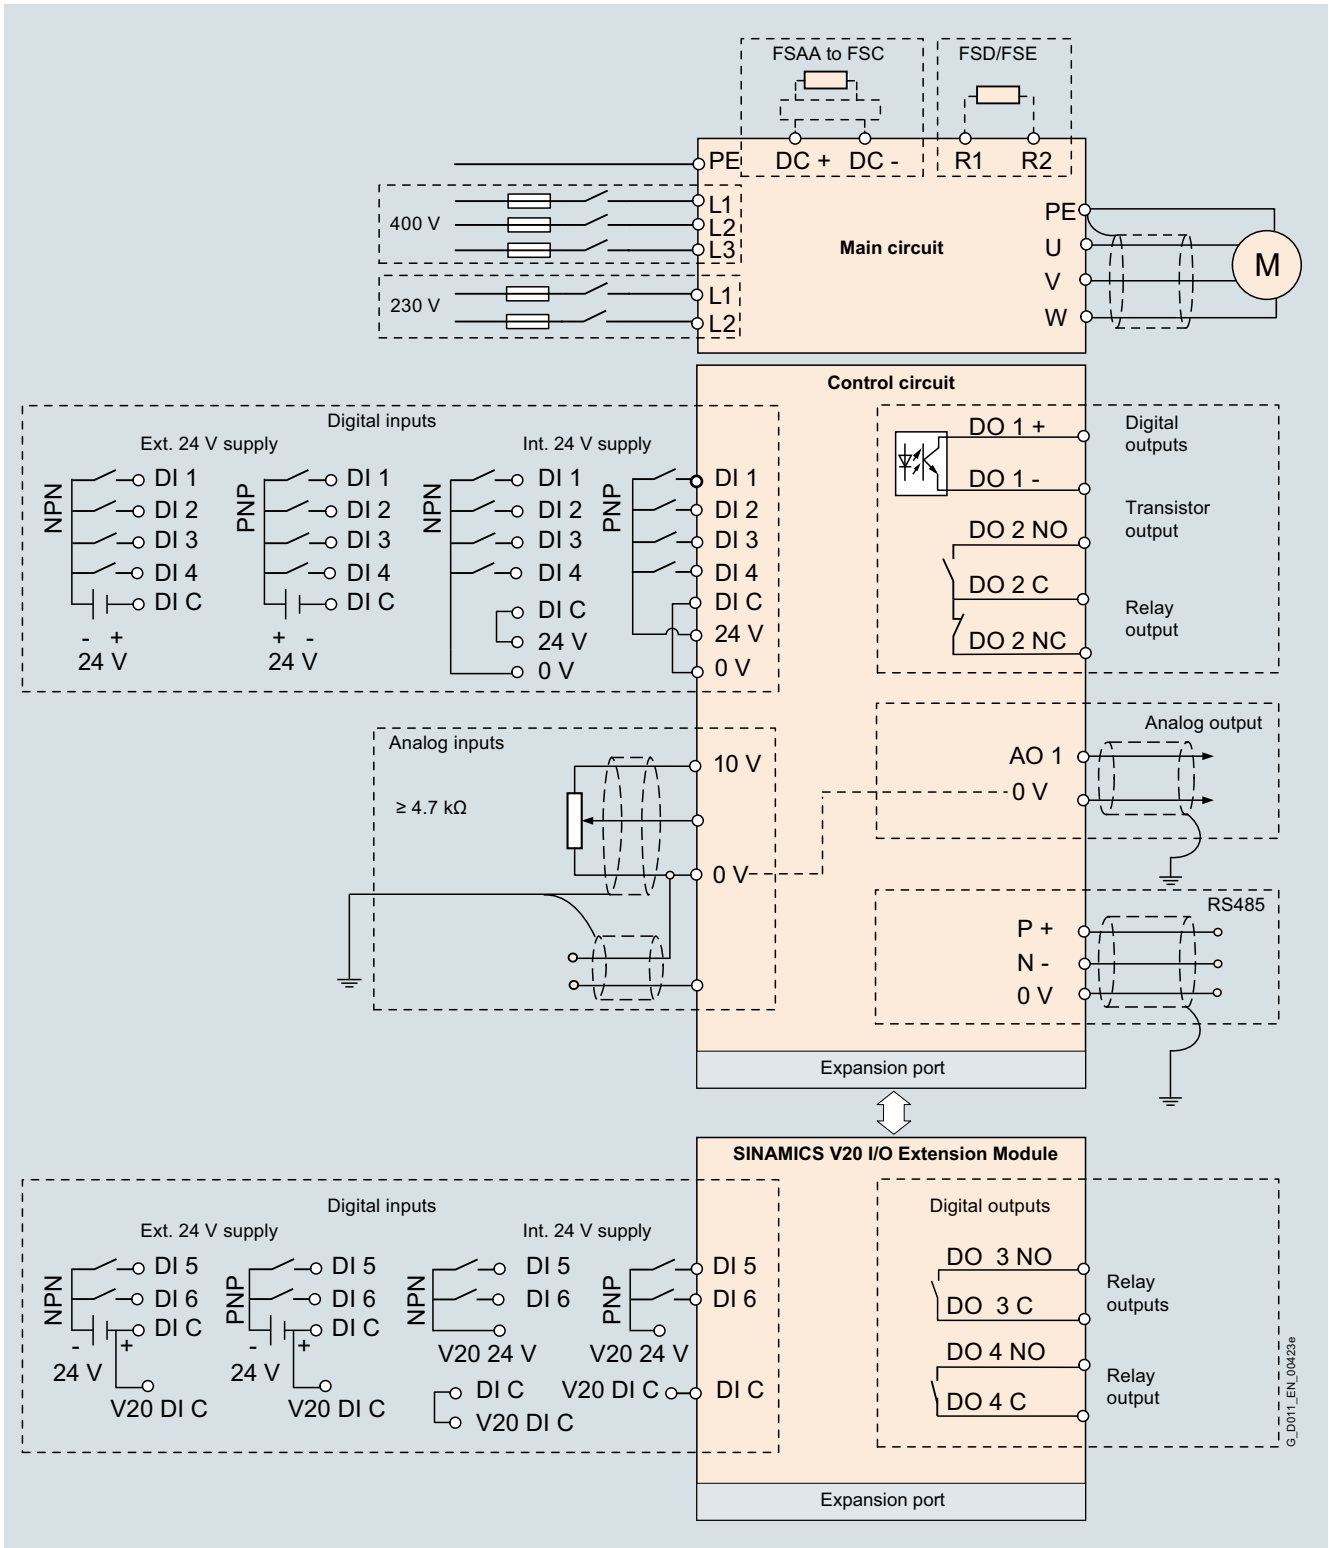 FSAA to FSC
FSD/FSE
PE
DC +
DC -
R1
R2
400 V
L1
L2
L3
230 V
L1
L2
Main circuit
PE
U
V
W
M
Control circuit
Digital inputs
Ext. 24 V supply
Int. 24 V supply
NPN
DI 1
DI 2
DI 3
DI 4
DI C
- +
24 V
PNP
DI 1
DI 2
DI 3
DI 4
DI C
+ -
24 V
NPN
DI 1
DI 2
DI 3
DI 4
DI C
24 V
0 V
PNP
DI 1
DI 2
DI 3
DI 4
DI C
24 V
0 V
DO 1 +
DO 1 -
DO 2 NO
DO 2 C
DO 2 NC
Digital
outputs
Transistor
output
Relay
output
Analog inputs
≥ 4.7 kΩ
10 V
0 V
Analog output
AO 1
0 V
RS485
P +
N -
0 V
Expansion port
SINAMICS V20 I/O Extension Module
Digital inputs
Ext. 24 V supply
Int. 24 V supply
NPN
DI 5
DI 6
DI C
- +
24 V
V20 DI C
PNP
DI 5
DI 6
DI C
- +
24 V
V20 DI C
NPN
DI 5
DI 6
V20 24 V
DI C
V20 DI C
PNP
V20 24 V
V20 DI C
DI 5
DI 6
DI C
Digital outputs
DO 3 NO
DO 3 C
DO 4 NO
DO 4 C
Relay
outputs
Relay
output
Expansion port
G_D011_EN_00423e